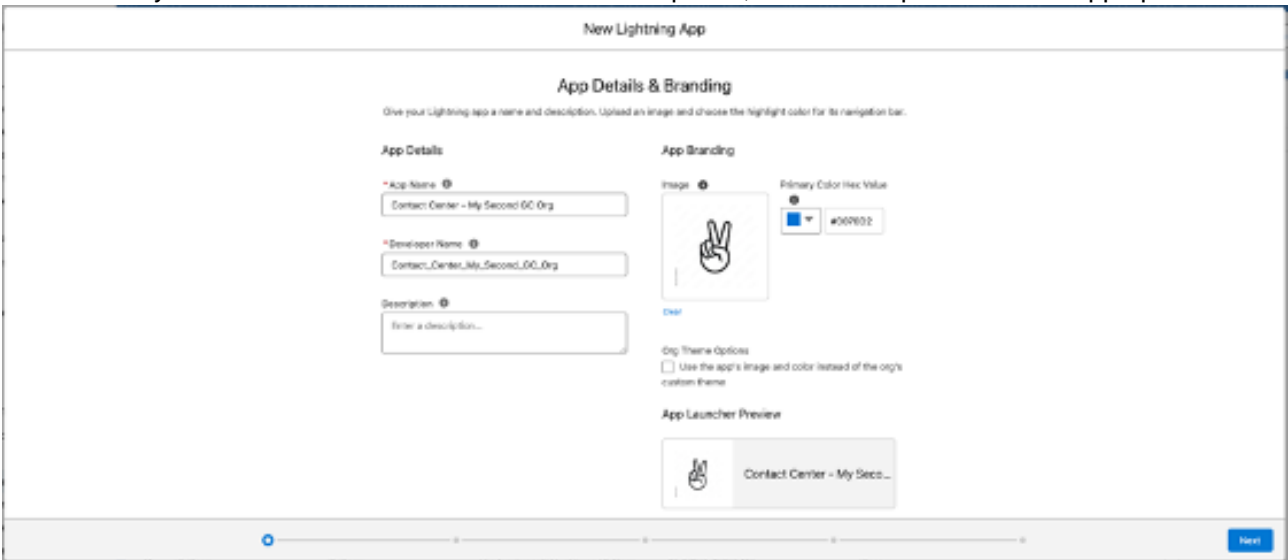 New Lightning App
App Details & Branding
Give your Lightning app a name and description. Upload an image and choose the highlight color for its navigation bar.
App Details
App Branding
*App Name
Image
Primary Color Hex Value
Contact Center - My Second GC Org
*Developer Name
Contact_Center_My_Second_GC_Org
Description
Enter a description...
Clear
Org Theme Options
Use the app's image and color instead of the org's
custom theme
App Launcher Preview
Contact Center - My Seco...
Next